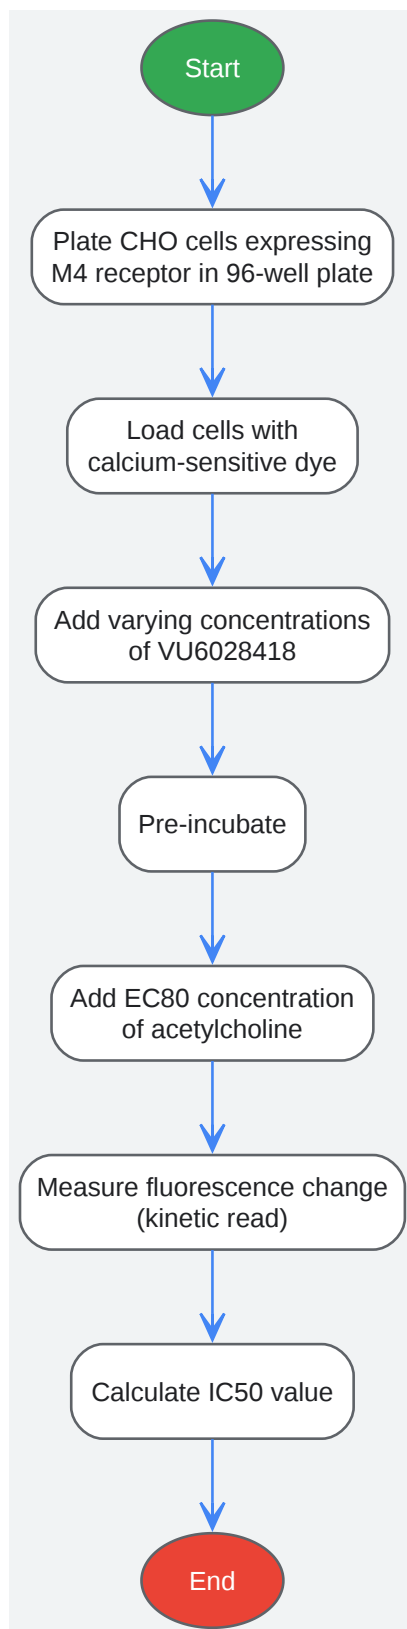 Start
Plate CHO cells expressing
M4 receptor in 96-well plate
Load cells with
calcium-sensitive dye
Add varying concentrations
of VU6028418
Pre-incubate
Add EC80 concentration
of acetylcholine
Measure fluorescence change
(kinetic read)
Calculate IC50 value
End